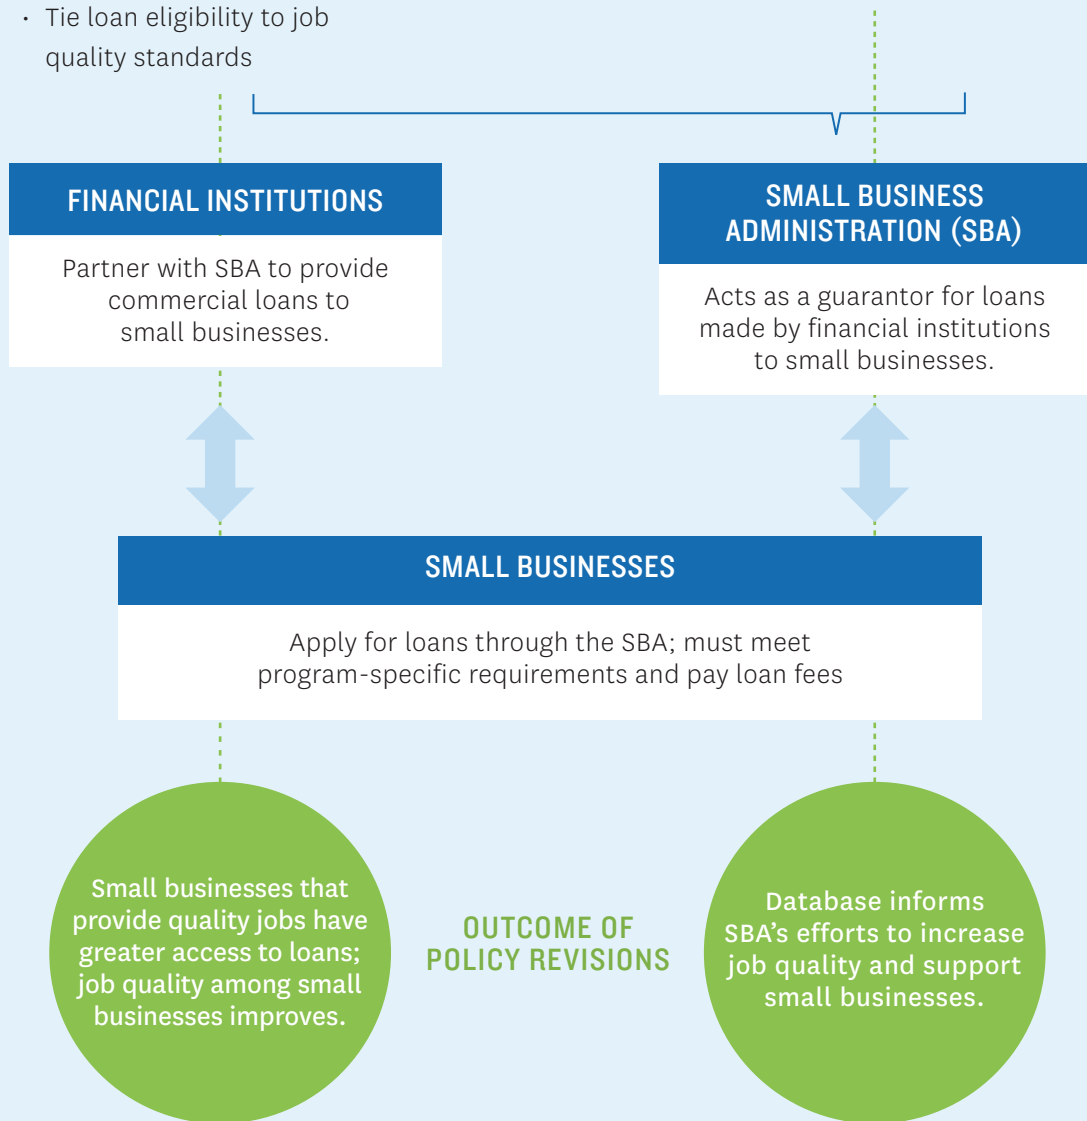 • Tie loan eligibility to job
quality standards
FINANCIAL INSTITUTIONS
Partner with SBA to provide
commercial loans to
small businesses.
SMALL BUSINESS
ADMINISTRATION (SBA)
Acts as a guarantor for loans
made by financial institutions
to small businesses.
SMALL BUSINESSES
Apply for loans through the SBA; must meet
program-specific requirements and pay loan fees
Small businesses that
provide quality jobs have
greater access to loans;
job quality among small
businesses improves.
OUTCOME OF
POLICY REVISIONS
Database informs
SBA’s efforts to increase
job quality and support
small businesses.